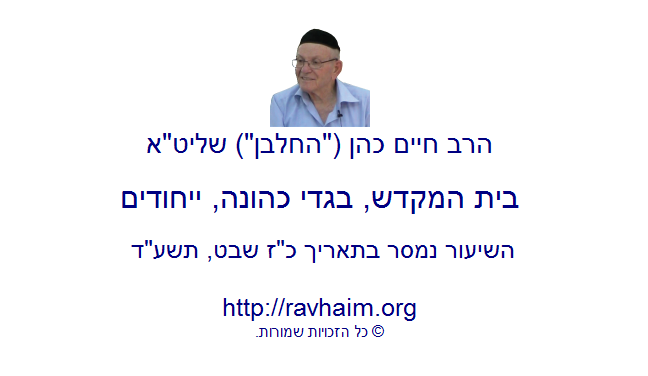 הרב חיים כהן ("החלבן") שליט"א
בית המקדש, בגדי כהונה, ייחודים
השיעור נמסר בתאריך כ"ז שבט, תשע"ד
http://ravhaim.org
© כל הזכויות שמורות.